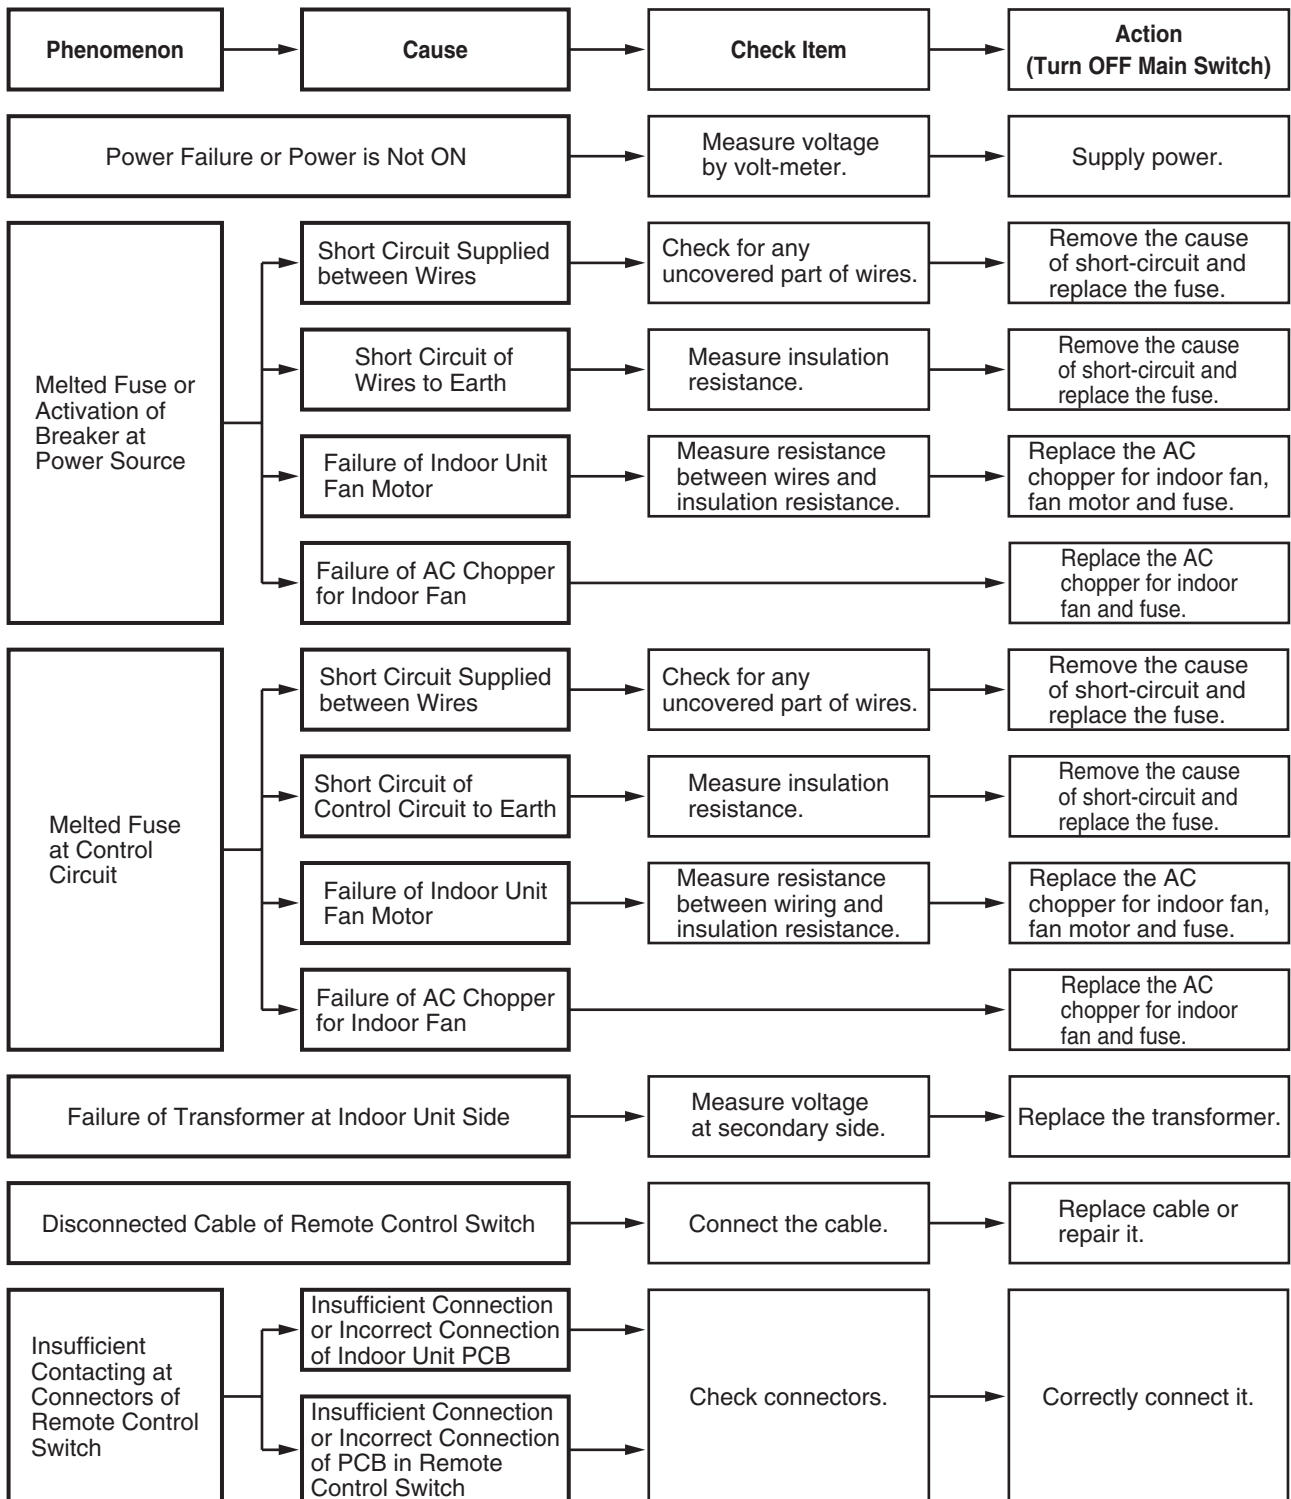 Phenomenon
Cause
Check Item
Action
(Turn OFF Main Switch)
Power Failure or Power is Not ON
Measure voltage
by volt-meter.
Supply power.
Melted Fuse or
Activation of
Breaker at
Power Source
Short Circuit Supplied
between Wires
Check for any
uncovered part of wires.
Remove the cause
of short-circuit and
replace the fuse.
Short Circuit of
Wires to Earth
Measure insulation
resistance.
Remove the cause
of short-circuit and
replace the fuse.
Failure of Indoor Unit
Fan Motor
Measure resistance
between wires and
insulation resistance.
Replace the AC
chopper for indoor fan,
fan motor and fuse.
Failure of AC Chopper
for Indoor Fan
Replace the AC
chopper for indoor
fan and fuse.
Melted Fuse
at Control
Circuit
Short Circuit Supplied
between Wires
Check for any
uncovered part of wires.
Remove the cause
of short-circuit and
replace the fuse.
Short Circuit of
Control Circuit to Earth
Measure insulation
resistance.
Remove the cause
of short-circuit and
replace the fuse.
Failure of Indoor Unit
Fan Motor
Measure resistance
between wiring and
insulation resistance.
Replace the AC
chopper for indoor fan,
fan motor and fuse.
Failure of AC Chopper
for Indoor Fan
Replace the AC
chopper for indoor
fan and fuse.
Failure of Transformer at Indoor Unit Side
Measure voltage
at secondary side.
Replace the transformer.
Disconnected Cable of Remote Control Switch
Connect the cable.
Replace cable or
repair it.
Insufficient
Contacting at
Connectors of
Remote Control
Switch
Insufficient Connection
or Incorrect Connection
of Indoor Unit PCB
Insufficient Connection
or Incorrect Connection
of PCB in Remote
Control Switch
Check connectors.
Correctly connect it.